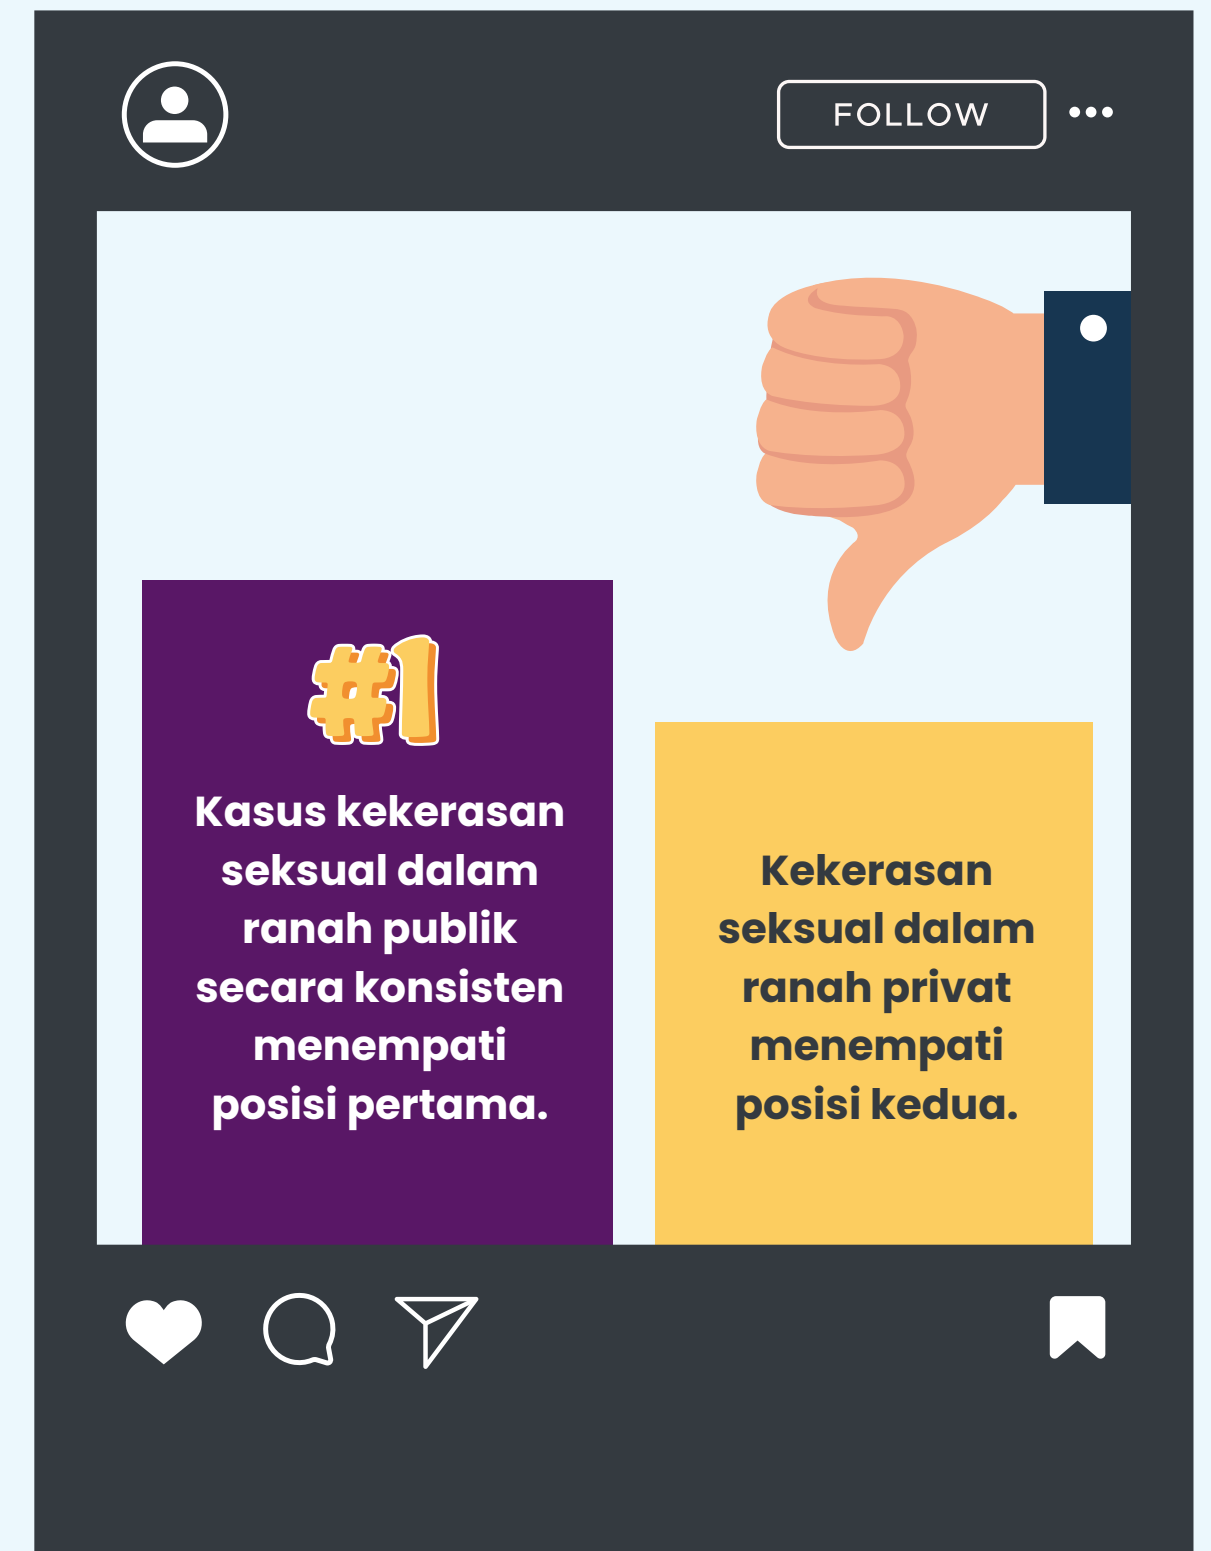 FOLLOW
#1
Kasus kekerasan
seksual dalam
ranah publik
secara konsisten
menempati
posisi pertama.
Kekerasan
seksual dalam
ranah privat
menempati
posisi kedua.